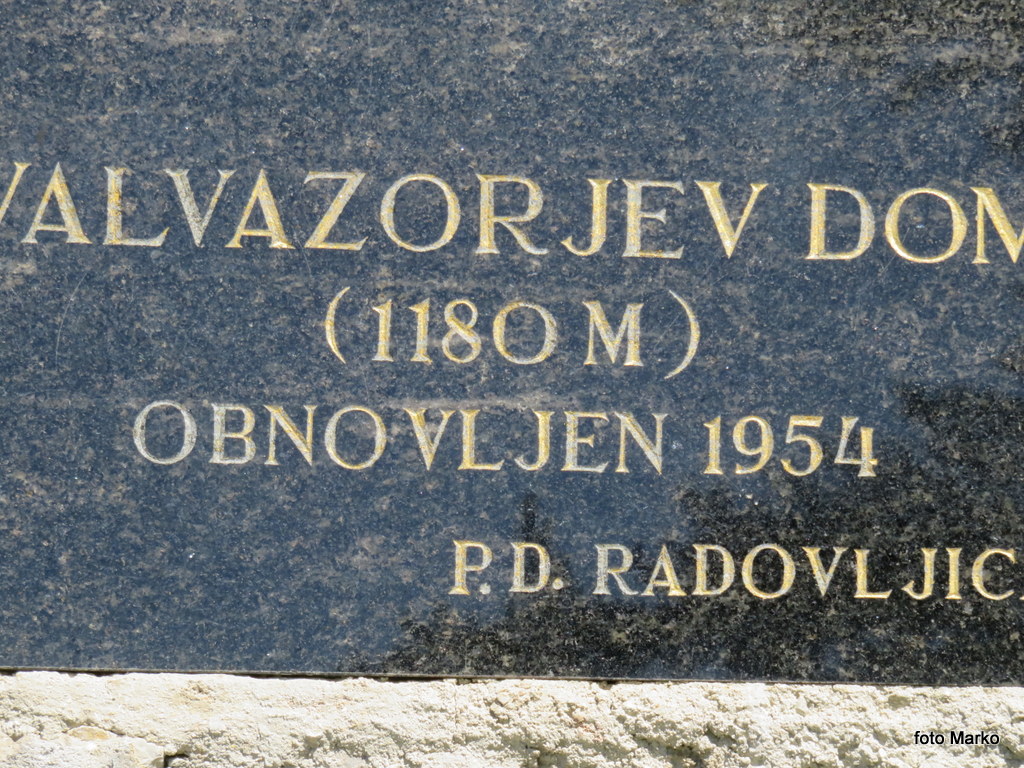 VALVAZORJEV DOM
(1180 M)
OBNOVLJEN 1954
P.D. RADOVLJIC
foto Marko